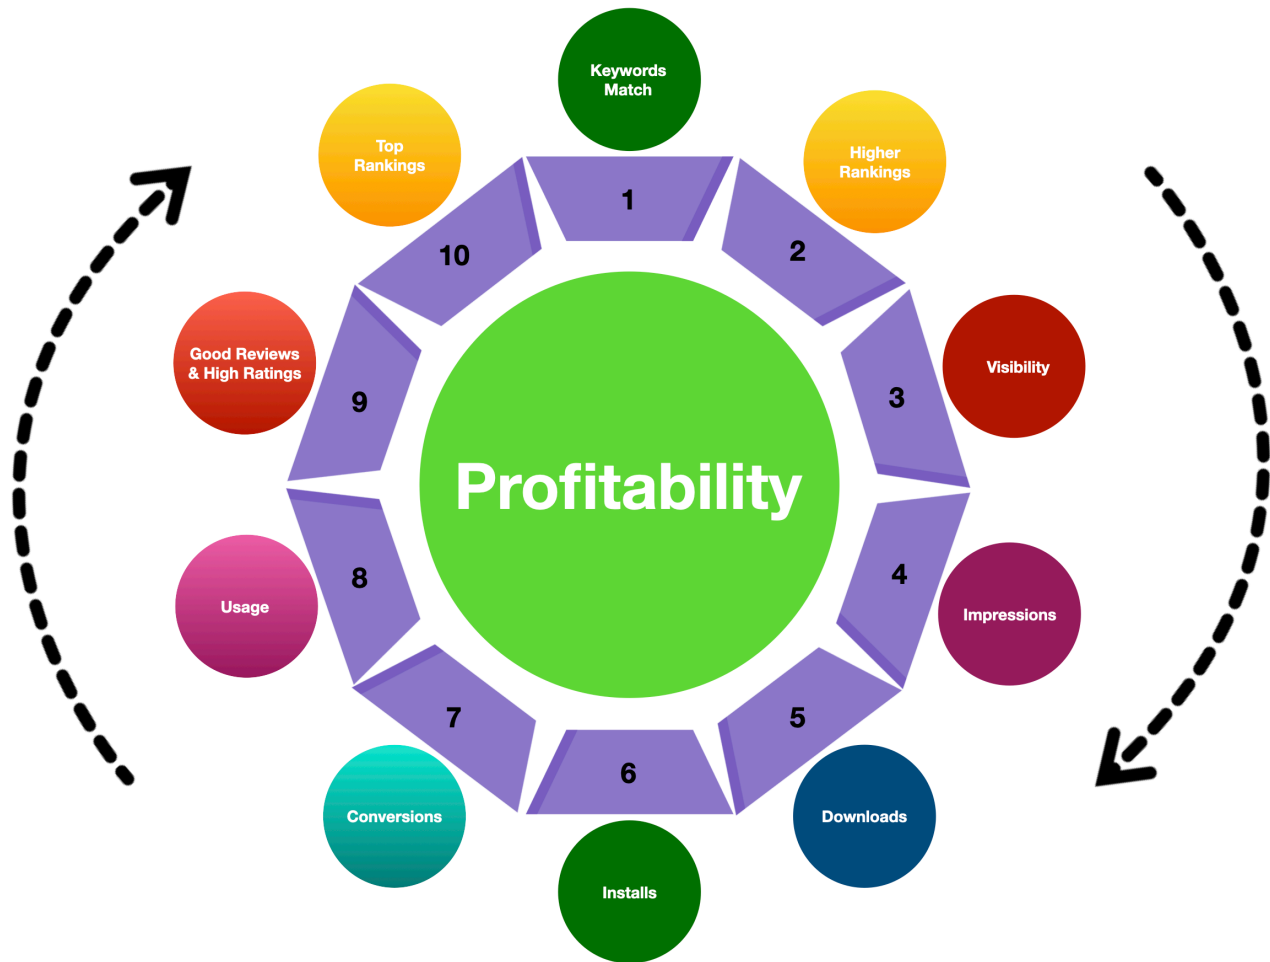 Keywords
Match
1
Higher
Rankings
2
Visibility
3
Impressions
4
Downloads
5
Installs
6
Conversions
7
Usage
8
Good Reviews
& High Ratings
9
Top
Rankings
10
Profitability